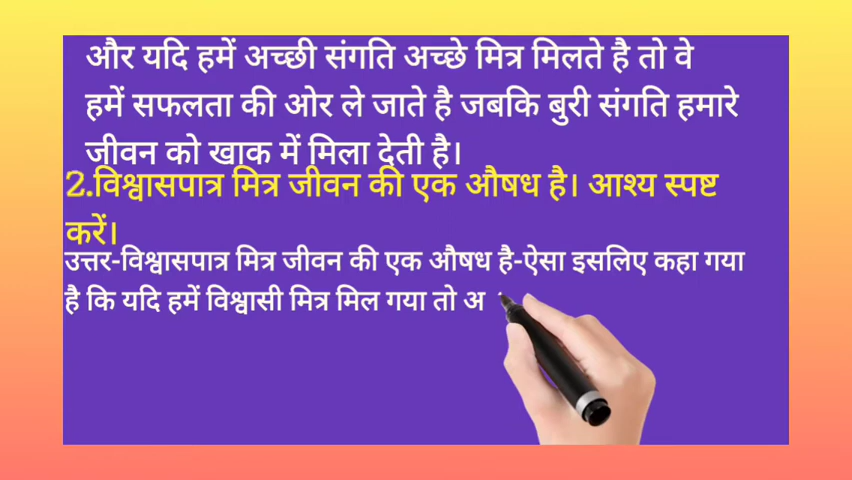 और यदि हमें अच्छी संगति अच्छे मित्र मिलते है तो वे
हमें सफलता की ओर ले जाते है जबकि बुरी संगति हमारे
जीवन को खाक में मिला देती है।
2.विश्वासपात्र मित्र जीवन की एक औषध है। आश्य स्पष्ट
करें।
उत्तर-विश्वासपात्र मित्र जीवन की एक औषध है-ऐसा इसलिए कहा गया
है कि यदि हमें विश्वासी मित्र मिल गया तो अ